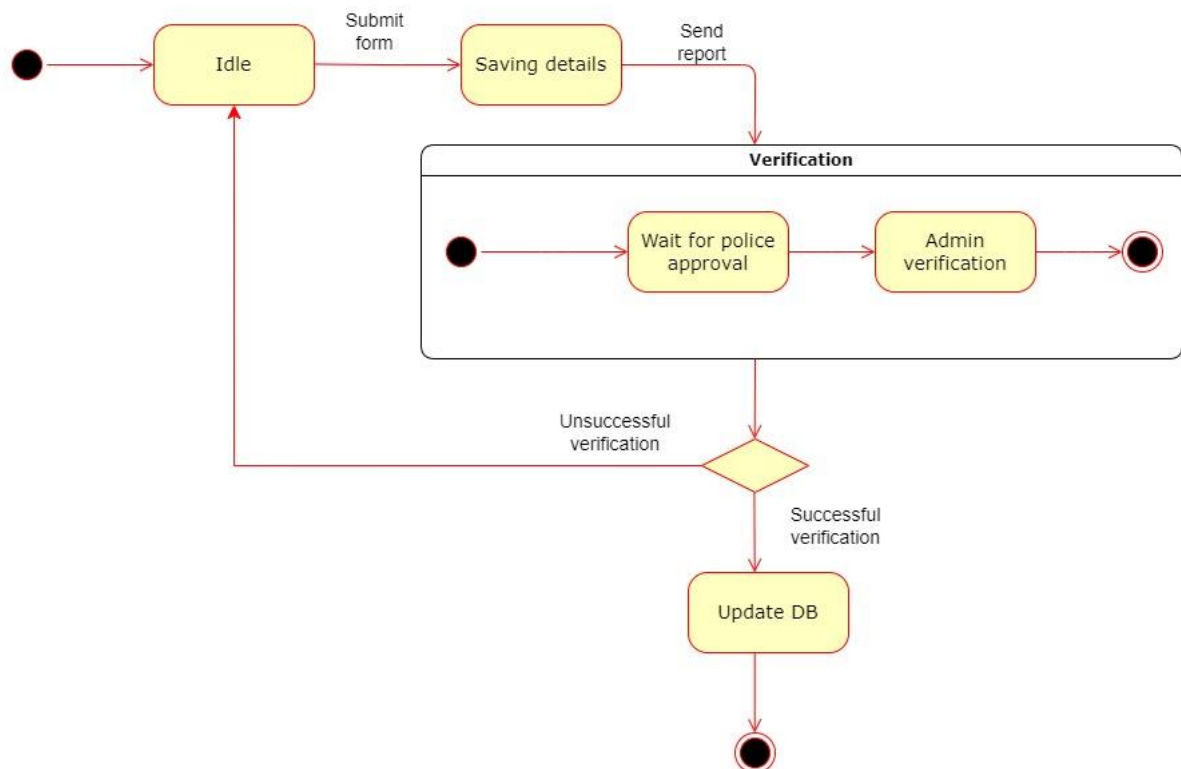 Submit
form
Send
report
Idle
Saving details
Verification
Wait for police
approval
Admin
verification
Unsuccessful
verification
Successful
verification
Update DB